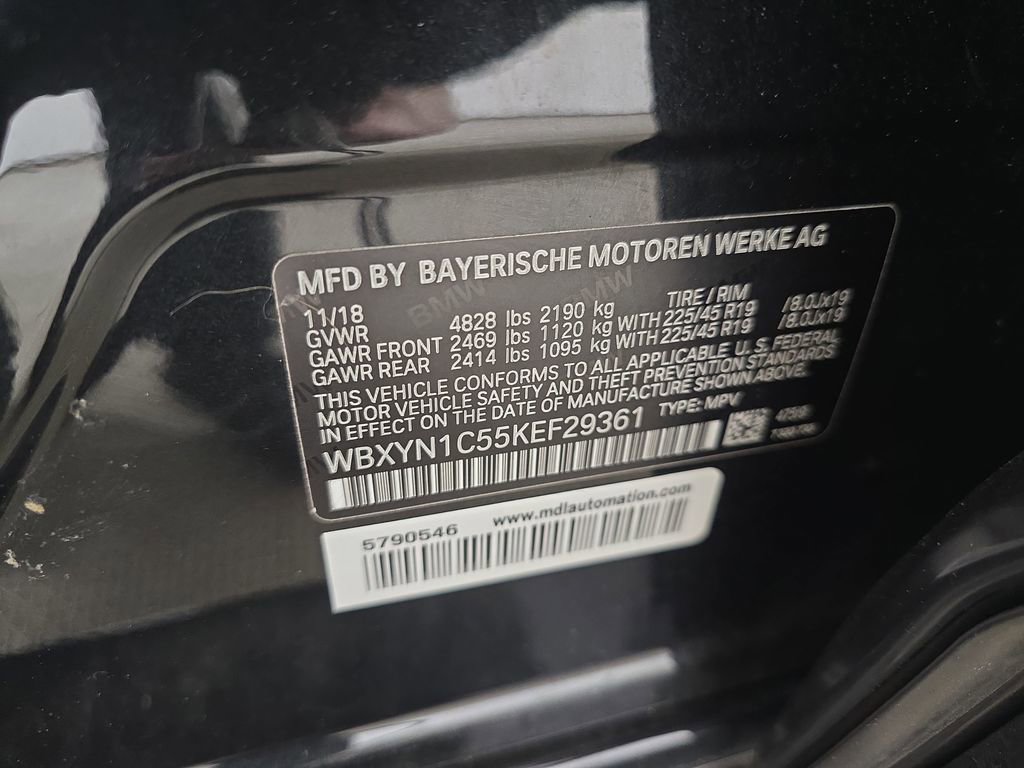 MFD BY BAYERISCHE MOTOREN WERKE AG
11/18 TIRE / RIM
GVWR 4828 lbs 2190 kg
GAWR FRONT 2469 lbs 1120 kg WITH 225/45 R19 /8.0Jx19
GAWR REAR 2414 lbs 1095 kg WITH 225/45 R19 /8.0Jx19
THIS VEHICLE CONFORMS TO ALL APPLICABLE U.S. FEDERAL
MOTOR VEHICLE SAFETY AND THEFT PREVENTION STANDARDS
IN EFFECT ON THE DATE OF MANUFACTURE SHOWN ABOVE.
WBXYN1C55KEF29361 TYPE: MPV
5790546 www.mdlautomation.com